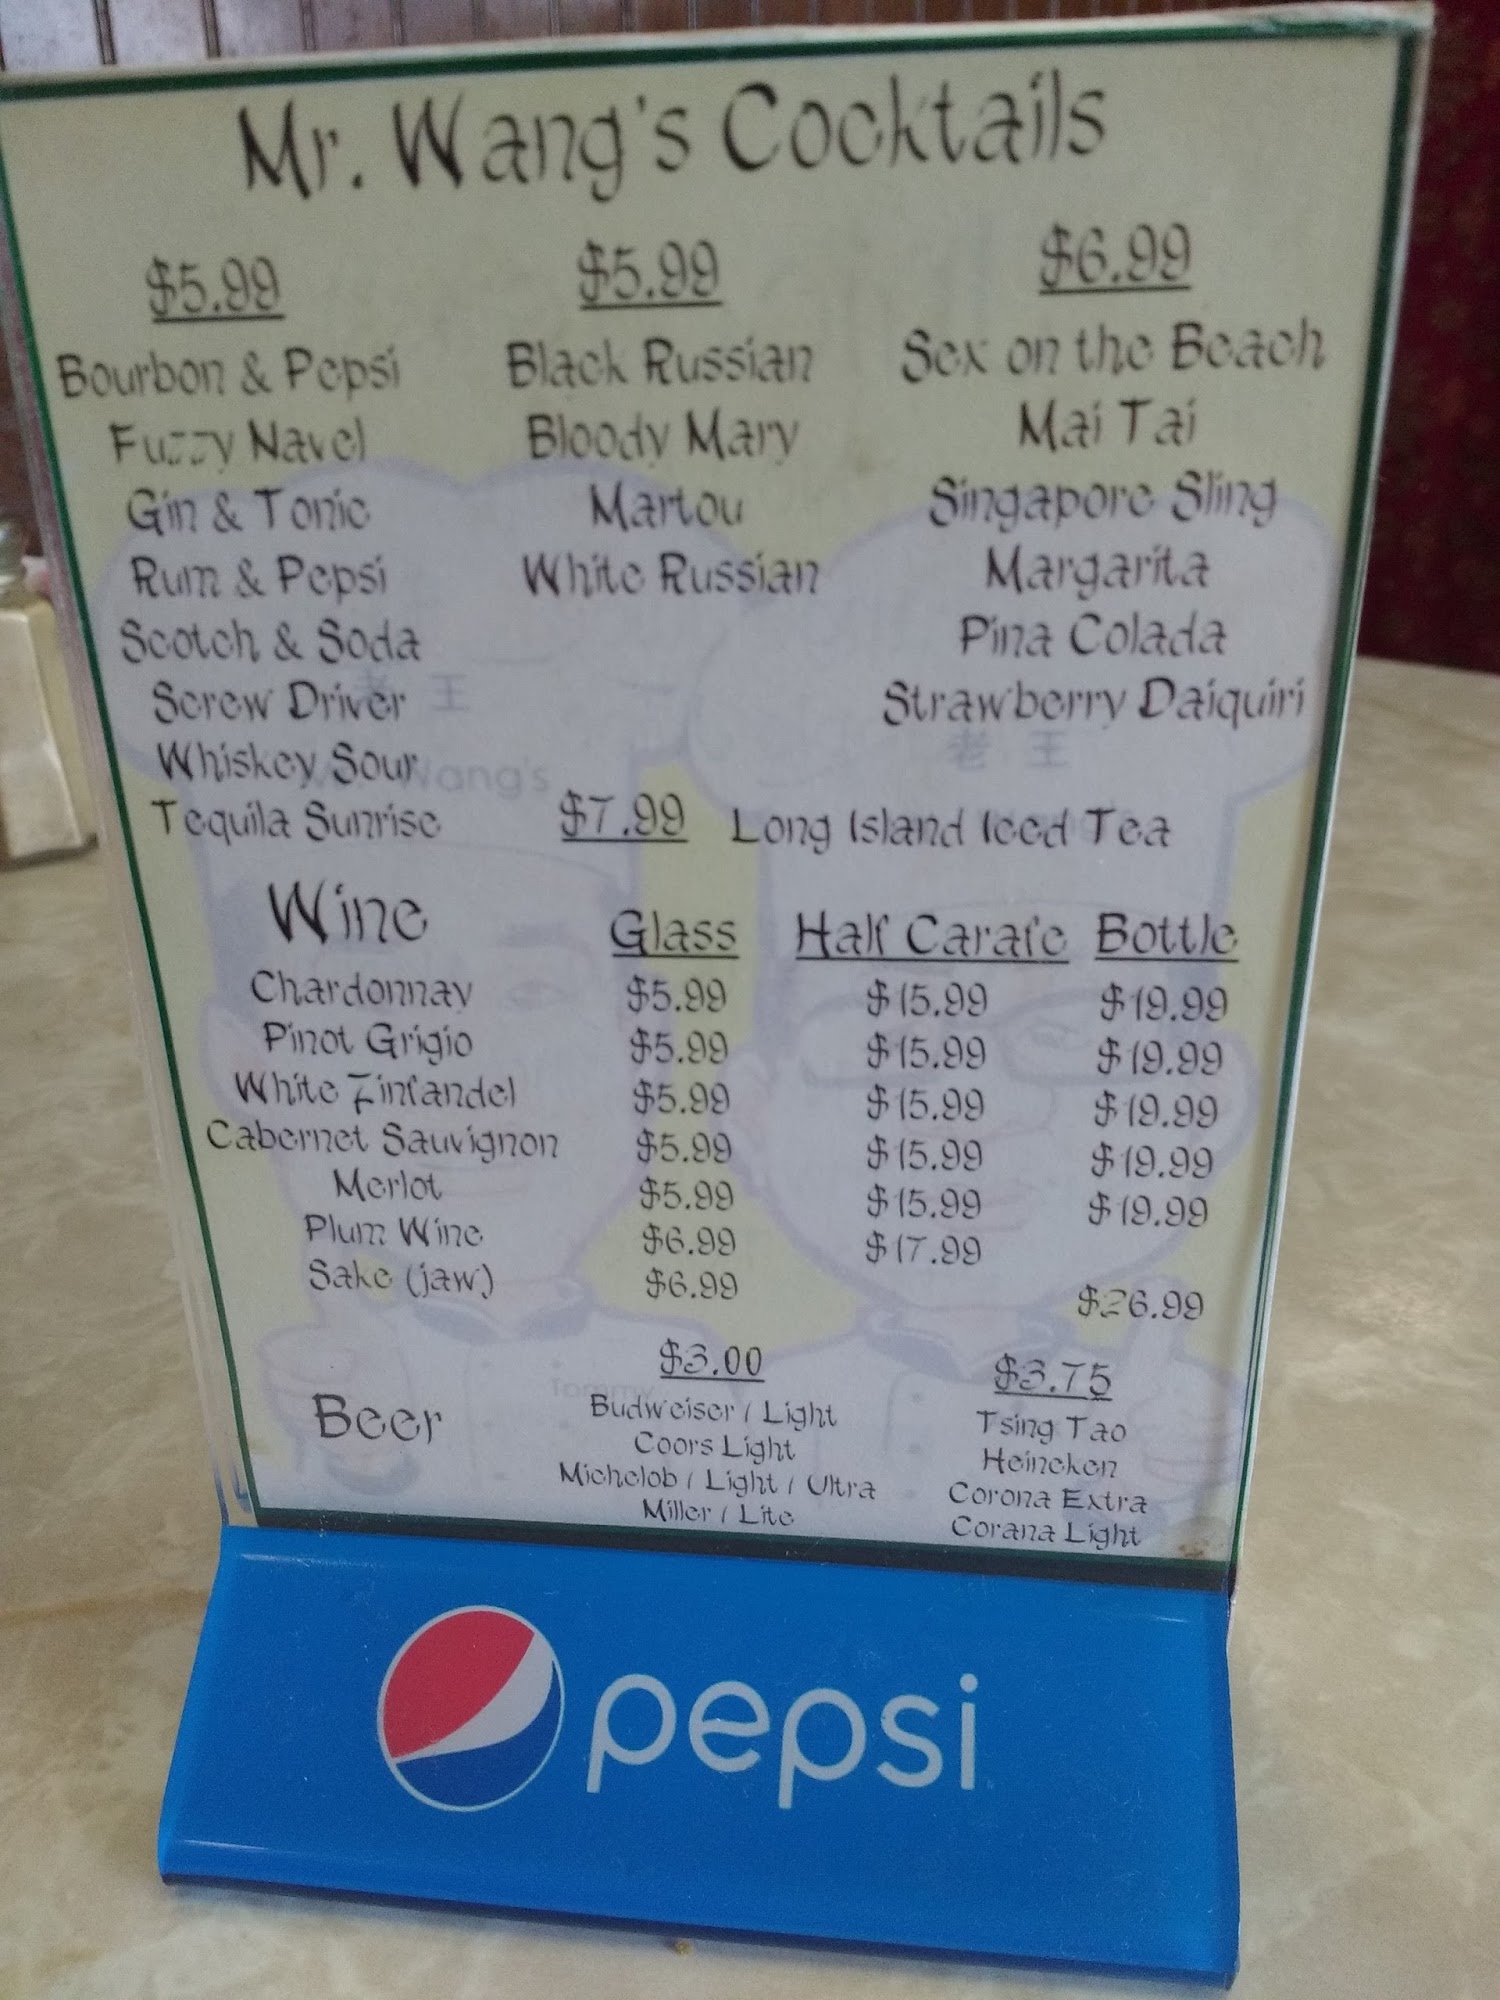 Mr. Wang's Cocktails
$5.99
Bourbon & Pepsi
Fuzzy Navel
Gin & Tonic
Rum & Pepsi
Scotch & Soda
Screw Driver
Whiskey Sour
Tequila Sunrise
$5.99
Black Russian
Bloody Mary
Martou
White Russian
$6.99
Sex on the Beach
Mai Tai
Singapore Sling
Margarita
Pina Colada
Strawberry Daiquiri
$7.99 Long Island Iced Tea
Wine Glass Half Carafe Bottle
Chardonnay $5.99 $15.99 $19.99
Pinot Grigio $5.99 $15.99 $19.99
White Zinfandel $5.99 $15.99 $19.99
Cabernet Sauvignon $5.99 $15.99 $19.99
Merlot $5.99 $15.99 $19.99
Plum Wine $6.99 $17.99
Sake (jaw) $6.99 $26.99
Beer
$3.00
Budweiser / Light
Coors Light
Michelob / Light / Ultra
Miller / Lite
$3.75
Tsing Tao
Heineken
Corona Extra
Corana Light
老 王
Wang's
老 王
Tommy
pepsi